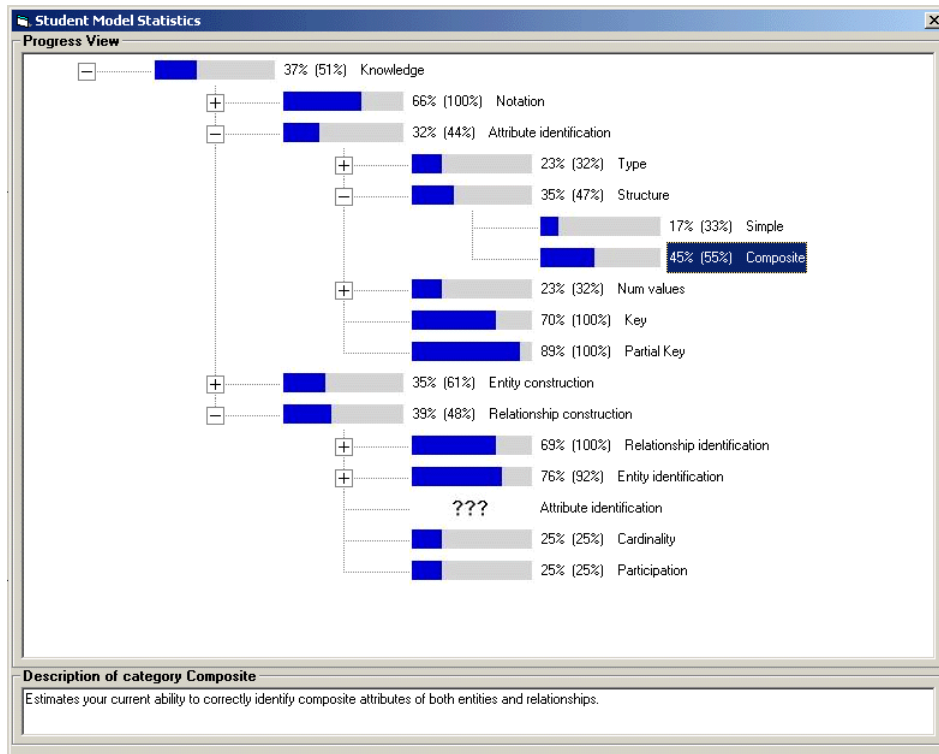 Student Model Statistics
Progress View
37% (51%) Knowledge
66% (100%) Notation
32% (44%) Attribute identification
23% (32%) Type
35% (47%) Structure
17% (33%) Simple
45% (55%) Composite
23% (32%) Num values
70% (100%) Key
89% (100%) Partial Key
35% (61%) Entity construction
39% (48%) Relationship construction
69% (100%) Relationship identification
76% (92%) Entity identification
??? Attribute identification
25% (25%) Cardinality
25% (25%) Participation
Description of category Composite
Estimates your current ability to correctly identify composite attributes of both entities and relationships.